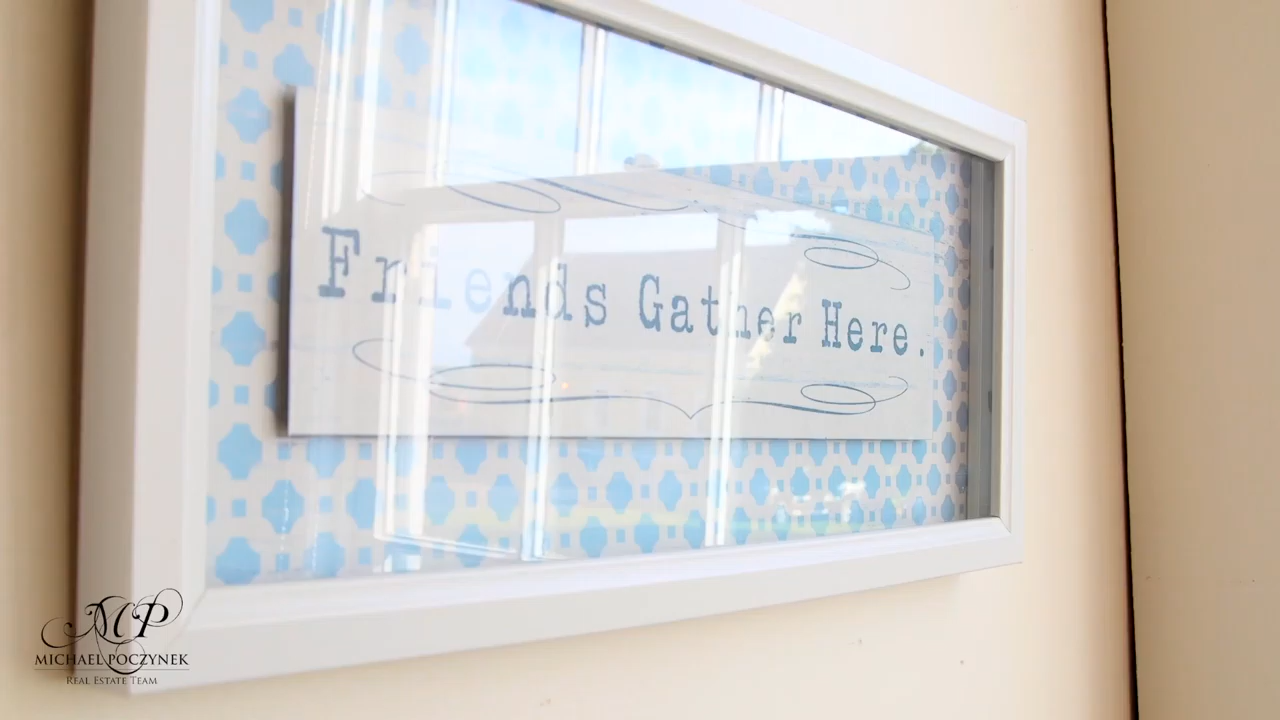 Friends Gather Here.
MP
MICHAEL POCZYNEK
REAL ESTATE TEAM